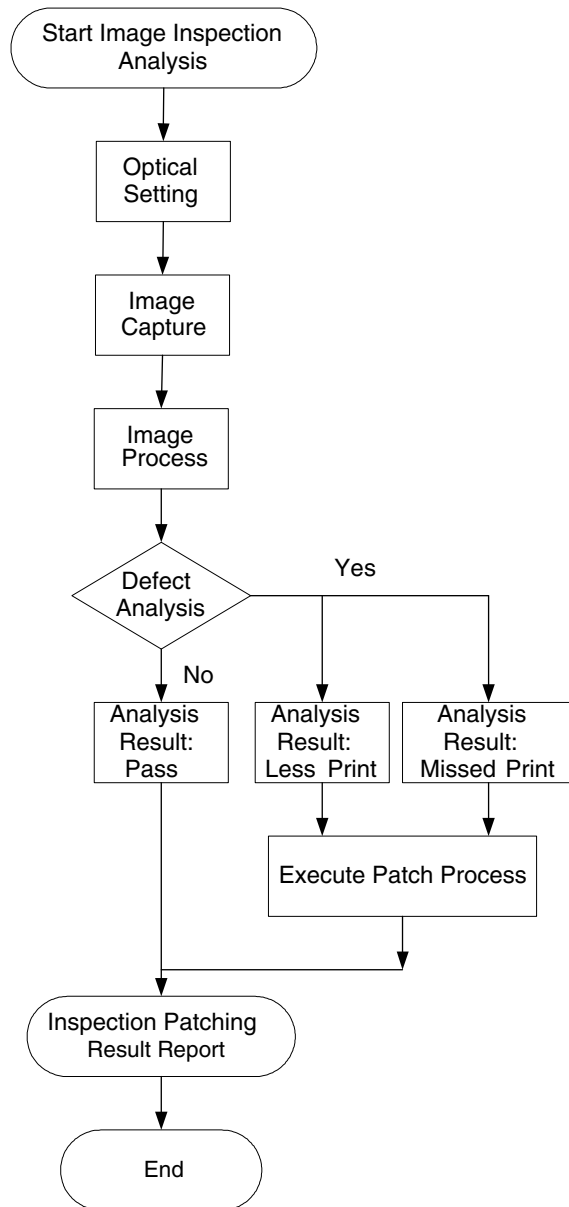 Start Image Inspection
Analysis
Optical
Setting
Image
Capture
Image
Process
Defect
Analysis
Yes
No
Analysis
Result:
Pass
Analysis
Result:
Less Print
Analysis
Result:
Missed Print
Execute Patch Process
Inspection Patching
Result Report
End